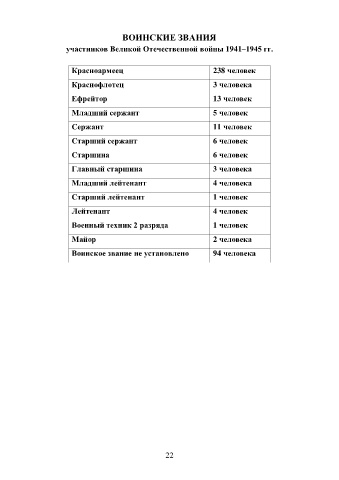 ВОИНСКИЕ ЗВАНИЯ
участников Великой Отечественной войны 1941–1945 гг.
Красноармеец 238 человек
Краснофлотец 3 человека
Ефрейтор 13 человек
Младший сержант 5 человек
Сержант 11 человек
Старший сержант 6 человек
Старшина 6 человек
Главный старшина 3 человека
Младший лейтенант 4 человека
Старший лейтенант 1 человек
Лейтенант 4 человек
Военный техник 2 разряда 1 человек
Майор 2 человека
Воинское звание не установлено 94 человека
22